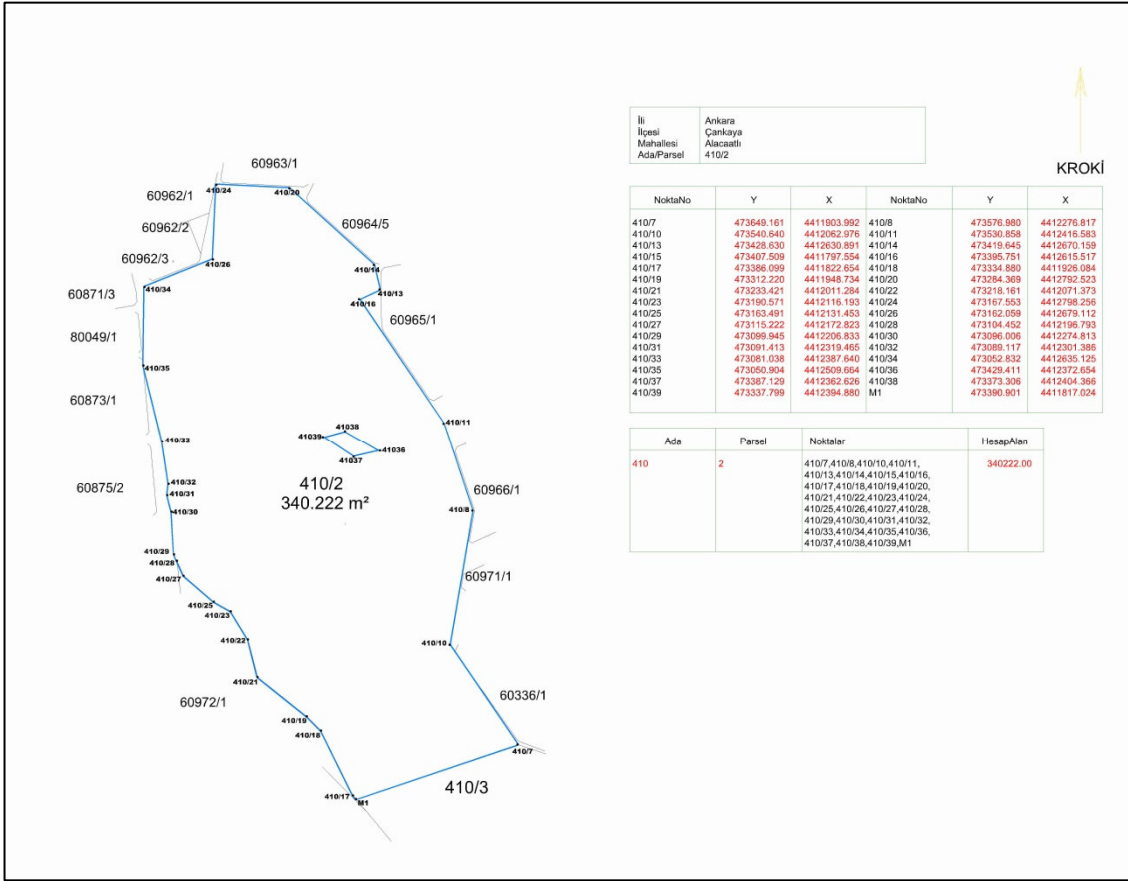 60963/1
60962/1
410/24
410/20
60962/2
60964/5
60962/3
410/26
410/14
60871/3
410/34
410/13
410/16
80049/1
60965/1
410/35
60873/1
410/11
41038
41039
41036
410/33
41037
60875/2
410/32
410/31
410/2
340.222 m²
60966/1
410/30
410/8
410/29
410/28
410/27
60971/1
410/25
410/23
410/22
410/10
410/21
60972/1
60336/1
410/19
410/18
410/7
410/3
410/17
M1
İli Ankara
İlçesi Çankaya
Mahallesi Alacaatlı
Ada/Parsel 410/2
KROKİ
NoktaNo Y X NoktaNo Y X
410/7 473649.161 4411903.992 410/8 473576.980 4412276.817
410/10 473540.640 4412062.976 410/11 473530.858 4412416.583
410/13 473428.630 4412630.891 410/14 473419.645 4412670.159
410/15 473407.509 4411797.554 410/16 473395.751 4412615.517
410/17 473386.099 4411822.654 410/18 473334.880 4411926.084
410/19 473312.220 4411948.734 410/20 473284.369 4412792.523
410/21 473233.421 4412011.284 410/22 473218.161 4412071.373
410/23 473190.571 4412116.193 410/24 473167.553 4412798.256
410/25 473163.491 4412131.453 410/26 473162.059 4412679.112
410/27 473115.222 4412172.823 410/28 473104.452 4412196.793
410/29 473099.945 4412206.833 410/30 473096.006 4412274.813
410/31 473091.413 4412319.465 410/32 473089.117 4412301.386
410/33 473081.038 4412387.640 410/34 473052.832 4412635.125
410/35 473050.904 4412509.664 410/36 473429.411 4412372.654
410/37 473387.129 4412362.626 410/38 473373.306 4412404.366
410/39 473337.799 4412394.880 M1 473390.901 4411817.024
Ada Parsel Noktalar HesapAlan
410 2 410/7,410/8,410/10,410/11, 340222.00
410/13,410/14,410/15,410/16,
410/17,410/18,410/19,410/20,
410/21,410/22,410/23,410/24,
410/25,410/26,410/27,410/28,
410/29,410/30,410/31,410/32,
410/33,410/34,410/35,410/36,
410/37,410/38,410/39,M1